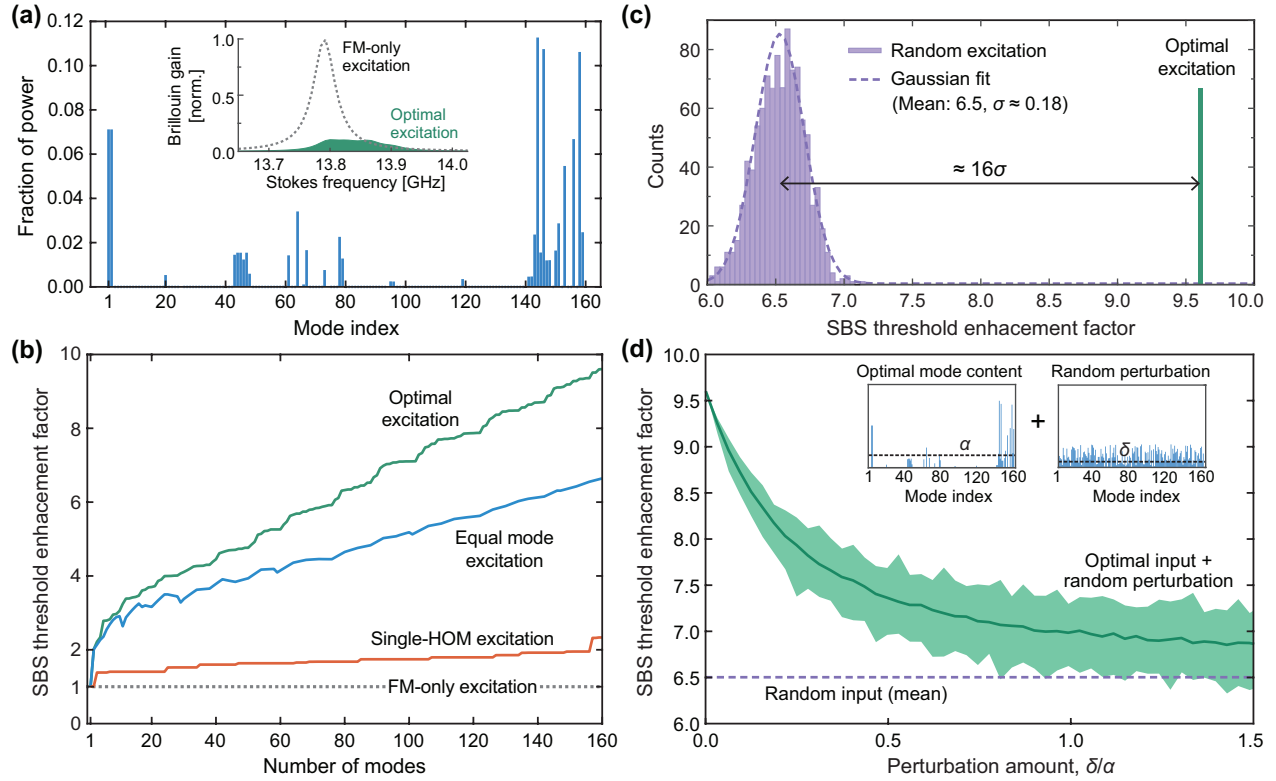 (a)
0.12
0.10
0.08
0.06
0.04
0.02
0.00
Fraction of power
1 20 40 60 80 100 120 140 160
Mode index
1.0
0.5
0.0
Brillouin gain
[norm.]
FM-only
excitation
Optimal
excitation
13.7 13.8 13.9 14.0
Stokes frequency [GHz]
(c)
80
60
40
20
0
Counts
Random excitation
Gaussian fit
(Mean: 6.5, σ ≈ 0.18)
Optimal
excitation
≈ 16σ
6.0 6.5 7.0 7.5 8.0 8.5 9.0 9.5 10.0
SBS threshold enhacement factor
(b)
10
8
6
4
2
1
0
SBS threshold enhacement factor
Optimal
excitation
Equal mode
excitation
Single-HOM excitation
FM-only excitation
1 20 40 60 80 100 120 140 160
Number of modes
(d)
10.0
9.5
9.0
8.5
8.0
7.5
7.0
6.5
6.0
SBS threshold enhacement factor
Optimal mode content
α
1 80 160
Mode index
+
Random perturbation
δ
1 80 160
Mode index
Optimal input +
random perturbation
Random input (mean)
0.0 0.5 1.0 1.5
Perturbation amount, δ/α